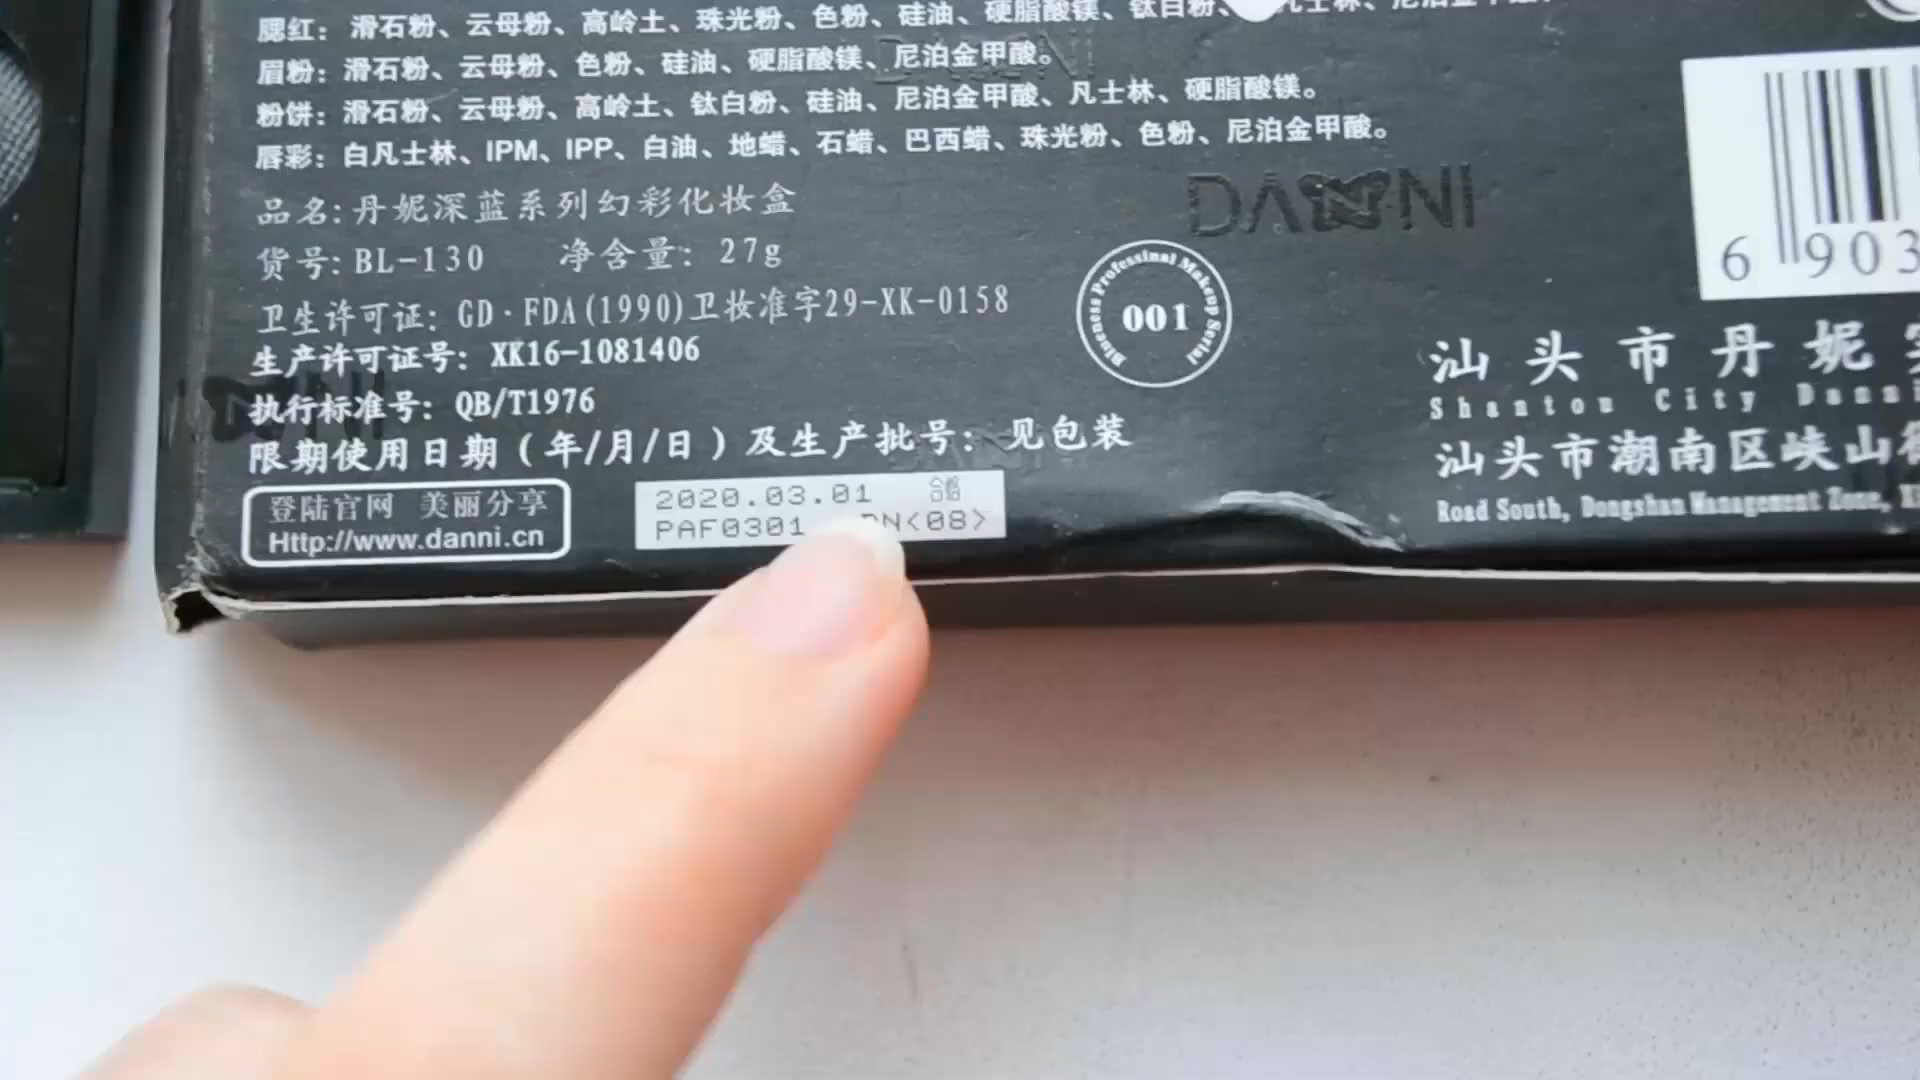 腮红：滑石粉、云母粉、高岭土、珠光粉、色粉、硅油、硬脂酸镁、钛白粉、凡士林、尼泊金甲酸。
眉粉：滑石粉、云母粉、色粉、硅油、硬脂酸镁、尼泊金甲酸。
粉饼：滑石粉、云母粉、高岭土、钛白粉、硅油、尼泊金甲酸、凡士林、硬脂酸镁。
唇彩：白凡士林、IPM、IPP、白油、地蜡、石蜡、巴西蜡、珠光粉、色粉、尼泊金甲酸。
品名：丹妮深蓝系列幻彩化妆盒
货号：BL-130 净含量：27g
卫生许可证：GD·FDA(1990)卫妆准字29-XK-0158
生产许可证号：XK16-1081406
执行标准号：QB/T1976
限期使用日期（年/月/日）及生产批号：见包装
登陆官网 美丽分享
Http://www.danni.cn
2020.03.01 合格
PAF0301 DN<08>
DANNI
Blueness Professinal Makeup Serial
001
6 903
汕头市丹妮
Shantou City Danni
汕头市潮南区峡山街
Road South, Dongshan Management Zone,